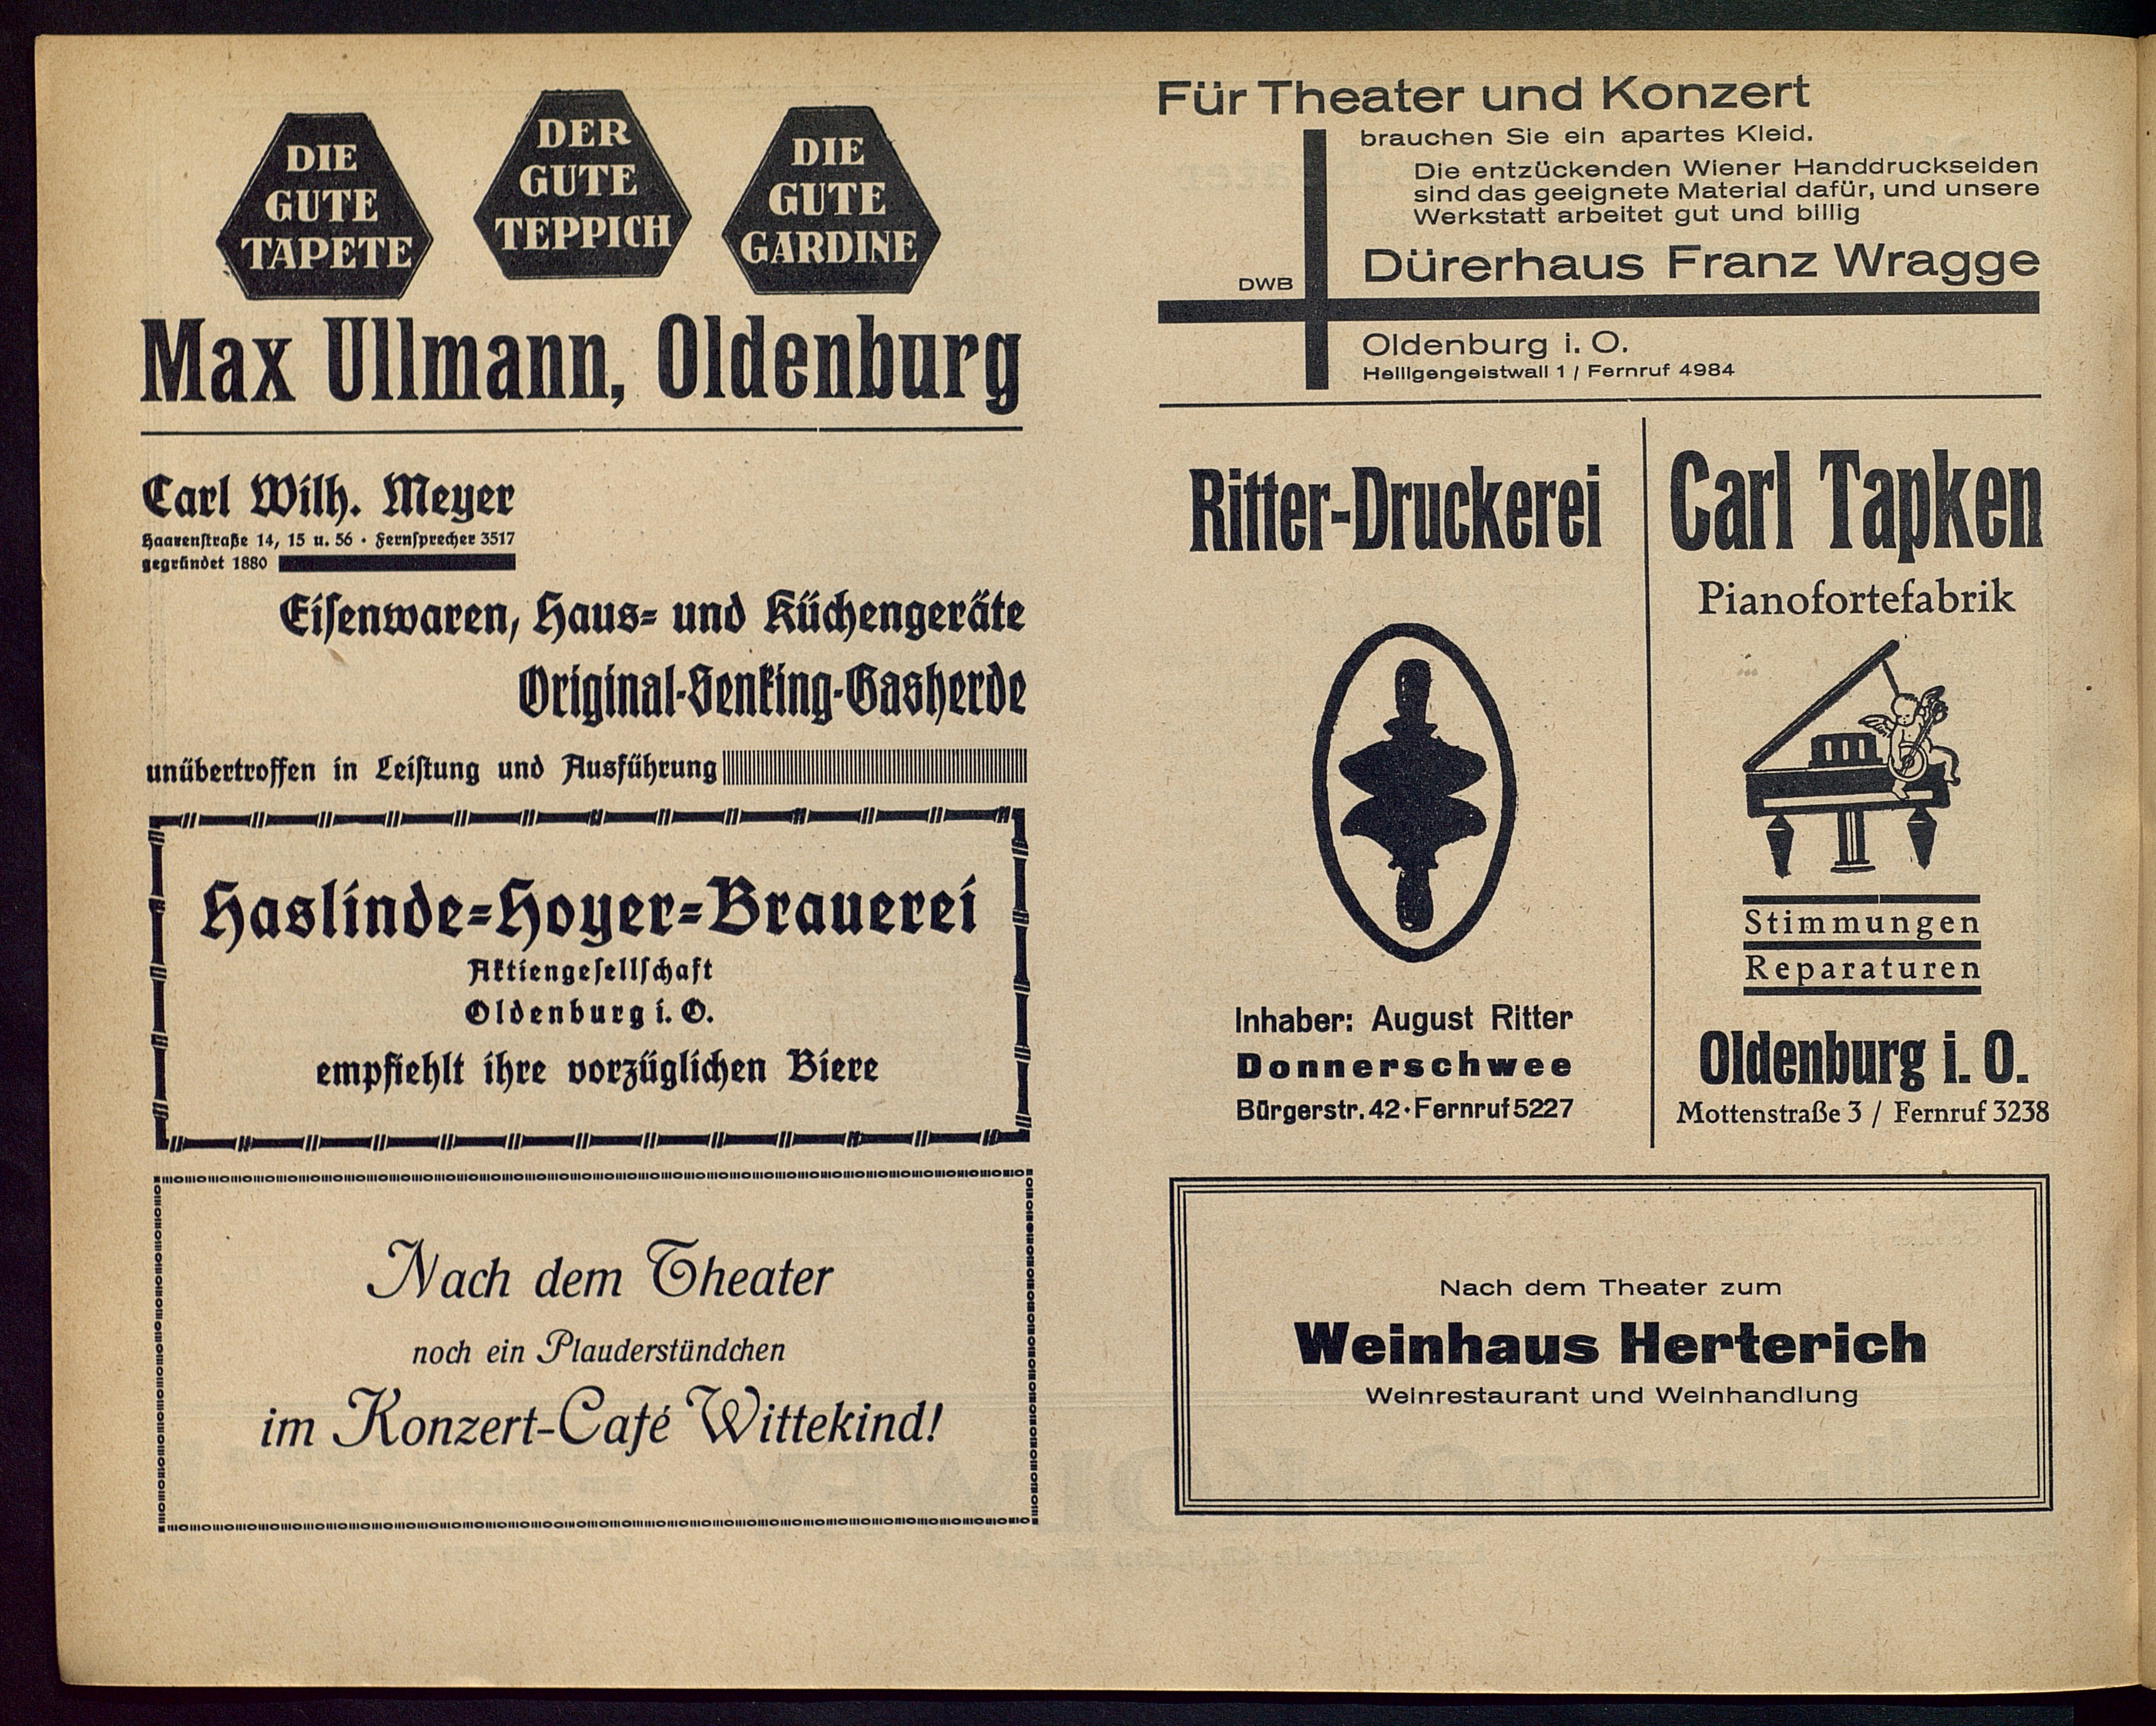 DIE
GUTE
TAPETE
DER
GUTE
TEPPICH
DIE
GUTE
GARDINE
Max Ullmann, Oldenburg
Carl Wilh. Meyer
Haarenstraße 14, 15 u. 56 · Fernsprecher 3517
gegründet 1880
Eisenwaren, Haus- und Küchengeräte
Original-Senking-Gasherde
unübertroffen in Leistung und Ausführung
Haslinde-Hoyer-Brauerei
Aktiengesellschaft
Oldenburg i. O.
empfiehlt ihre vorzüglichen Biere
Nach dem Theater
noch ein Plauderstündchen
im Konzert-Café Wittekind!
Für Theater und Konzert
brauchen Sie ein apartes Kleid.
Die entzückenden Wiener Handdruckseiden
sind das geeignete Material dafür, und unsere
Werkstatt arbeitet gut und billig
DWB
Dürerhaus Franz Wragge
Oldenburg i. O.
Heiligengeistwall 1 / Fernruf 4984
Ritter-Druckerei
Inhaber: August Ritter
Donnerschwee
Bürgerstr. 42 · Fernruf 5227
Carl Tapken
Pianofortefabrik
Stimmungen
Reparaturen
Oldenburg i. O.
Mottenstraße 3 / Fernruf 3238
Nach dem Theater zum
Weinhaus Herterich
Weinrestaurant und Weinhandlung